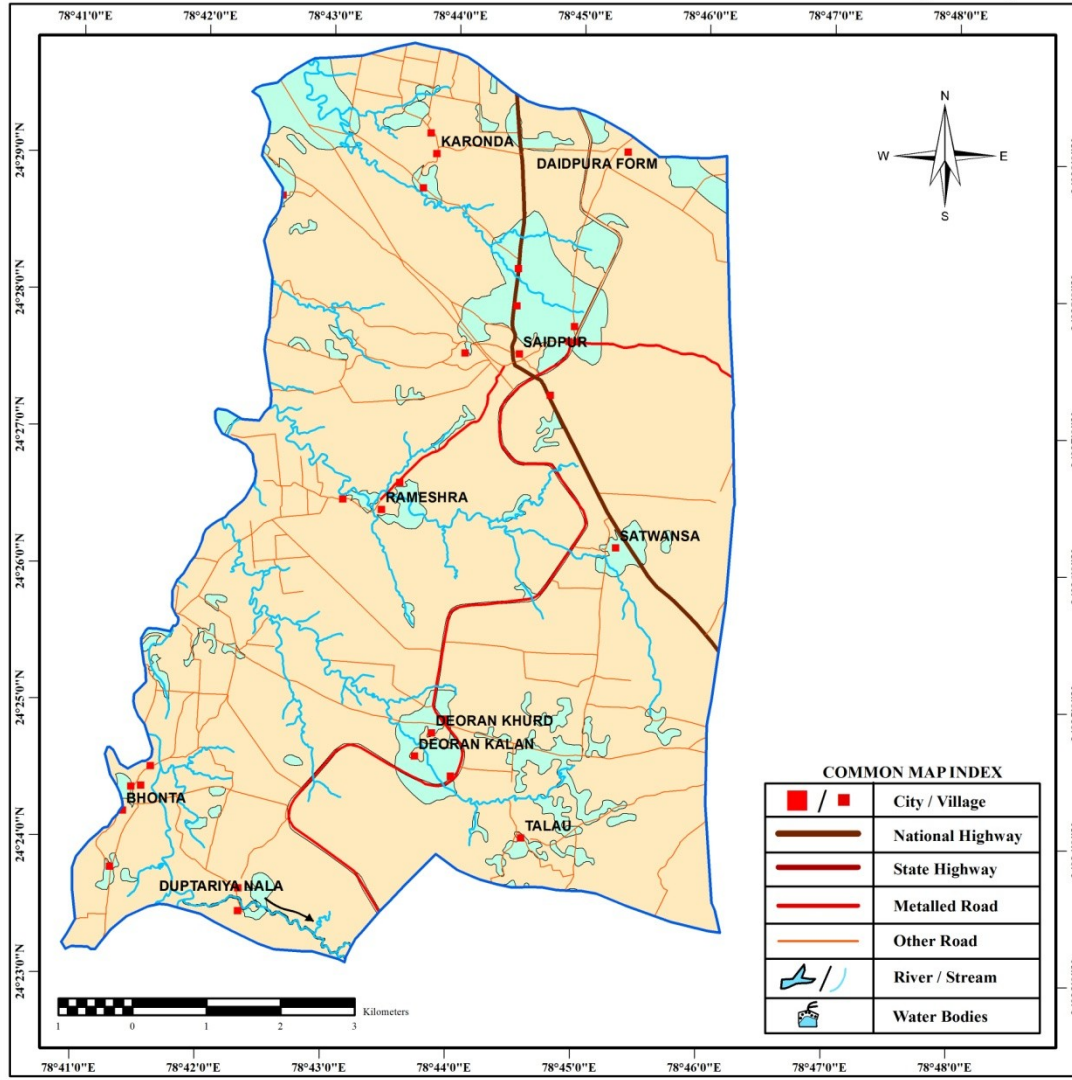 78°41'0"E 78°42'0"E 78°43'0"E 78°44'0"E 78°45'0"E 78°46'0"E 78°47'0"E 78°48'0"E
24°29'0"N
24°28'0"N
24°27'0"N
24°26'0"N
24°25'0"N
24°24'0"N
24°23'0"N
N
W E
S
KARONDA
DAIDPURA FORM
SAIDPUR
RAMESHRA
SATWANSA
DEORAN KHURD
DEORAN KALAN
BHONTA
TALAU
DUPTARIYA NALA
COMMON MAP INDEX
/ City / Village
National Highway
State Highway
Metalled Road
Other Road
/ River / Stream
Water Bodies
Kilometers
1 0 1 2 3
78°41'0"E 78°42'0"E 78°43'0"E 78°44'0"E 78°45'0"E 78°46'0"E 78°47'0"E 78°48'0"E